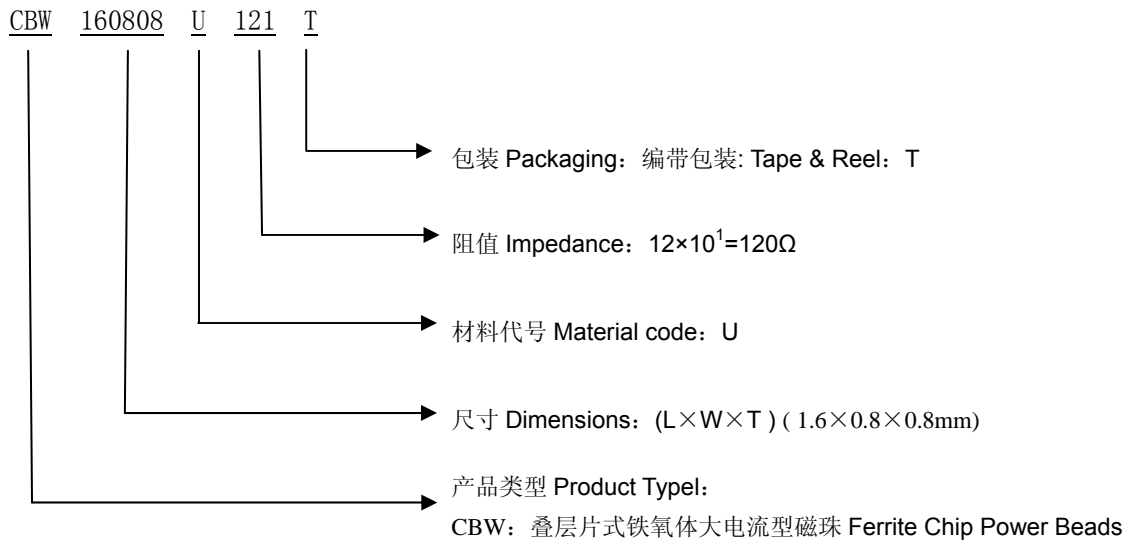 CBW 160808 U 121 T
包装 Packaging：编带包装: Tape & Reel：T
阻值 Impedance：12×10¹=120Ω
材料代号 Material code：U
尺寸 Dimensions：(L×W×T ) ( 1.6×0.8×0.8mm)
产品类型 Product Typel：
CBW：叠层片式铁氧体大电流型磁珠 Ferrite Chip Power Beads